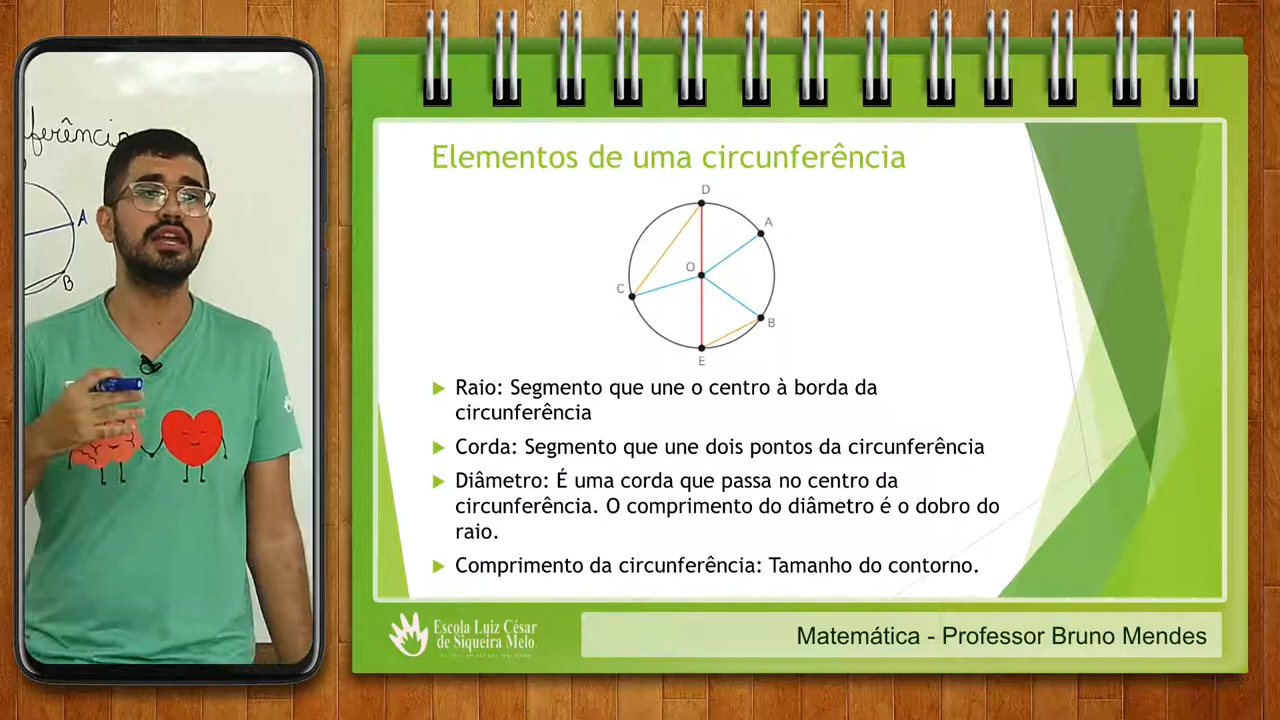 ferência
A
B
Elementos de uma circunferência
D
A
O
C
B
E
Raio: Segmento que une o centro à borda da
circunferência
Corda: Segmento que une dois pontos da circunferência
Diâmetro: É uma corda que passa no centro da
circunferência. O comprimento do diâmetro é o dobro do
raio.
Comprimento da circunferência: Tamanho do contorno.
Escola Luiz César
de Siqueira Melo
Matemática - Professor Bruno Mendes